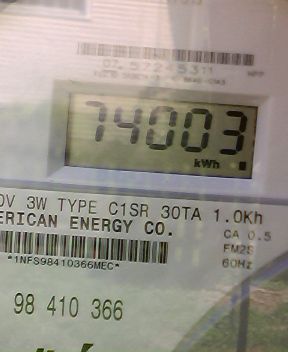 74003
kWh
3W TYPE C1SR 30TA 1.0Kh
ERICAN ENERGY CO.
CA 0.5
FM2S
60Hz
*1NFS98410366MEC*
98 410 366